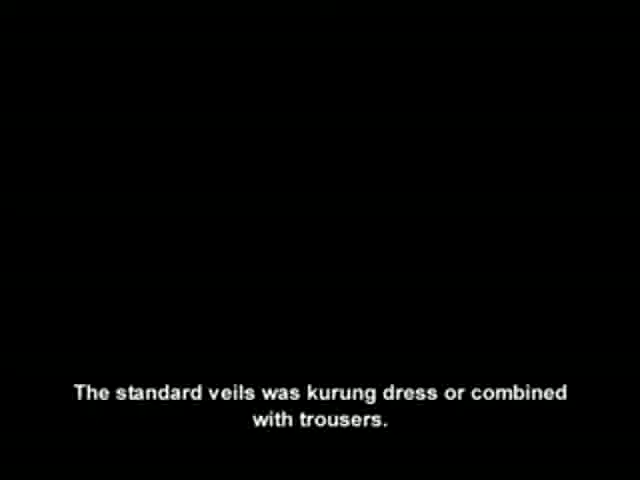 The standard veils was kurung dress or combined
with trousers.